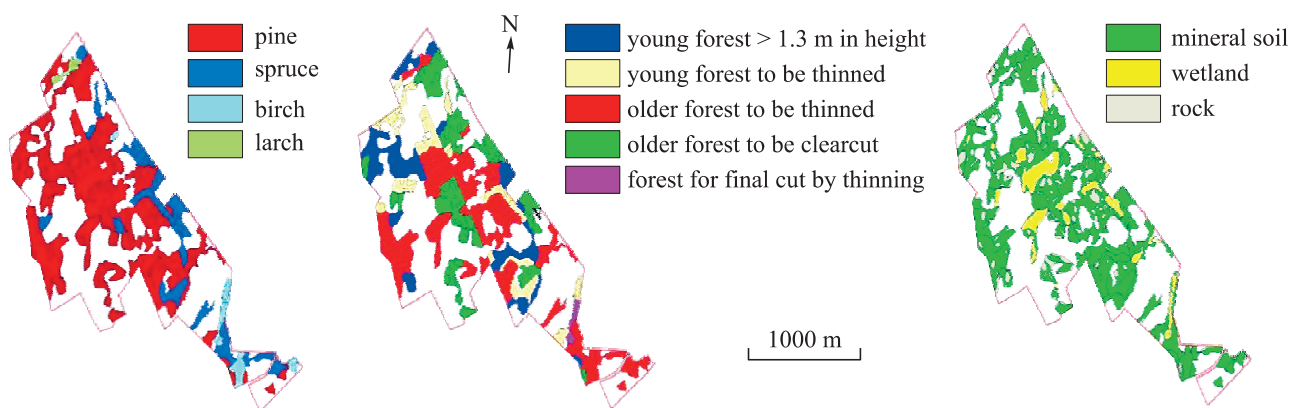 pine
spruce
birch
larch
N
young forest > 1.3 m in height
young forest to be thinned
older forest to be thinned
older forest to be clearcut
forest for final cut by thinning
1000 m
mineral soil
wetland
rock